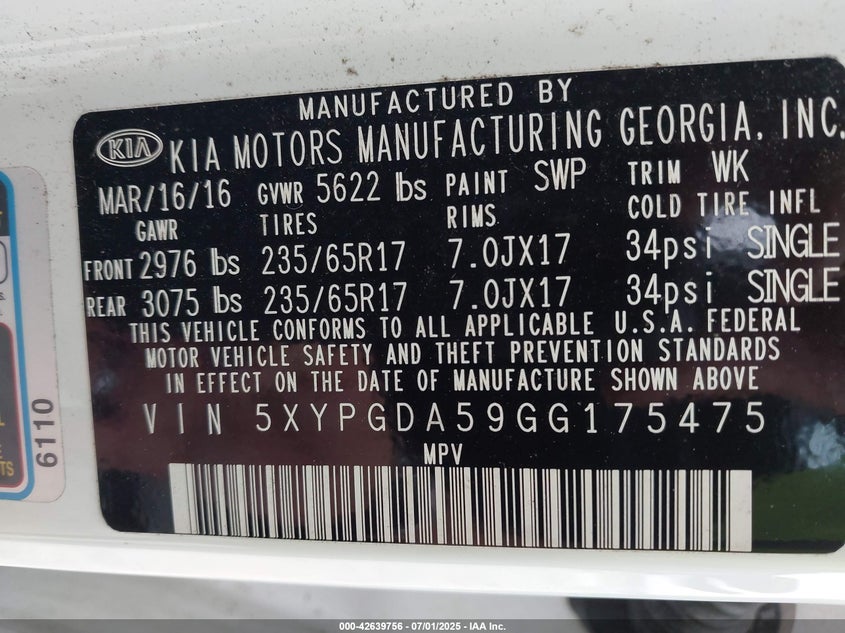 MANUFACTURED BY
KIA KIA MOTORS MANUFACTURING GEORGIA, INC.
MAR/16/16 GVWR 5622 lbs PAINT SWP TRIM WK
GAWR TIRES RIMS COLD TIRE INFL
FRONT 2976 lbs 235/65R17 7.0JX17 34psi SINGLE
REAR 3075 lbs 235/65R17 7.0JX17 34psi SINGLE
THIS VEHICLE CONFORMS TO ALL APPLICABLE U.S.A. FEDERAL
MOTOR VEHICLE SAFETY AND THEFT PREVENTION STANDARDS
IN EFFECT ON THE DATE OF MANUFACTURE SHOWN ABOVE
VIN 5XYPGDA59GG175475
MPV
6110
000-42639756 - 07/01/2025 - IAA Inc.